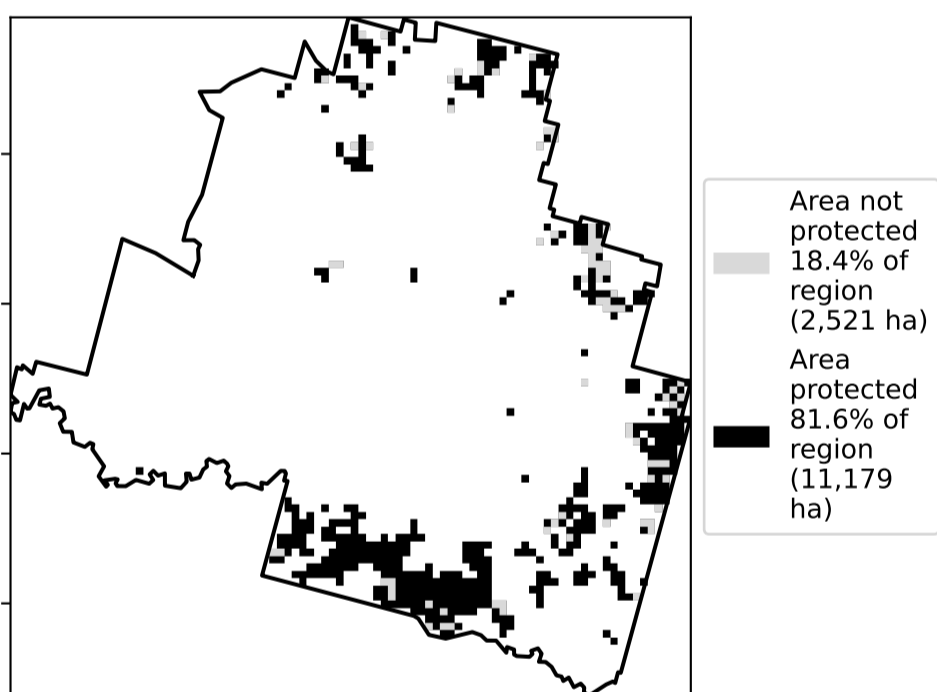 Area not
protected
18.4% of
region
(2,521 ha)
Area
protected
81.6% of
region
(11,179
ha)